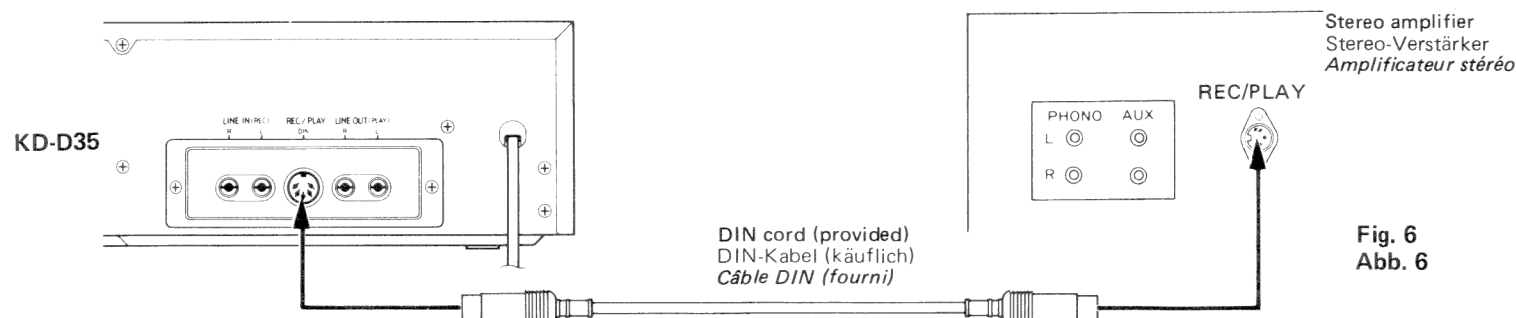 Stereo amplifier
Stereo-Verstärker
Amplificateur stéréo
REC/PLAY
PHONO AUX
L
R
KD-D35
LINE IN (REC) REC/PLAY LINE OUT (PLAY)
R L DIN R L
DIN cord (provided)
DIN-Kabel (käuflich)
Câble DIN (fourni)
Fig. 6
Abb. 6